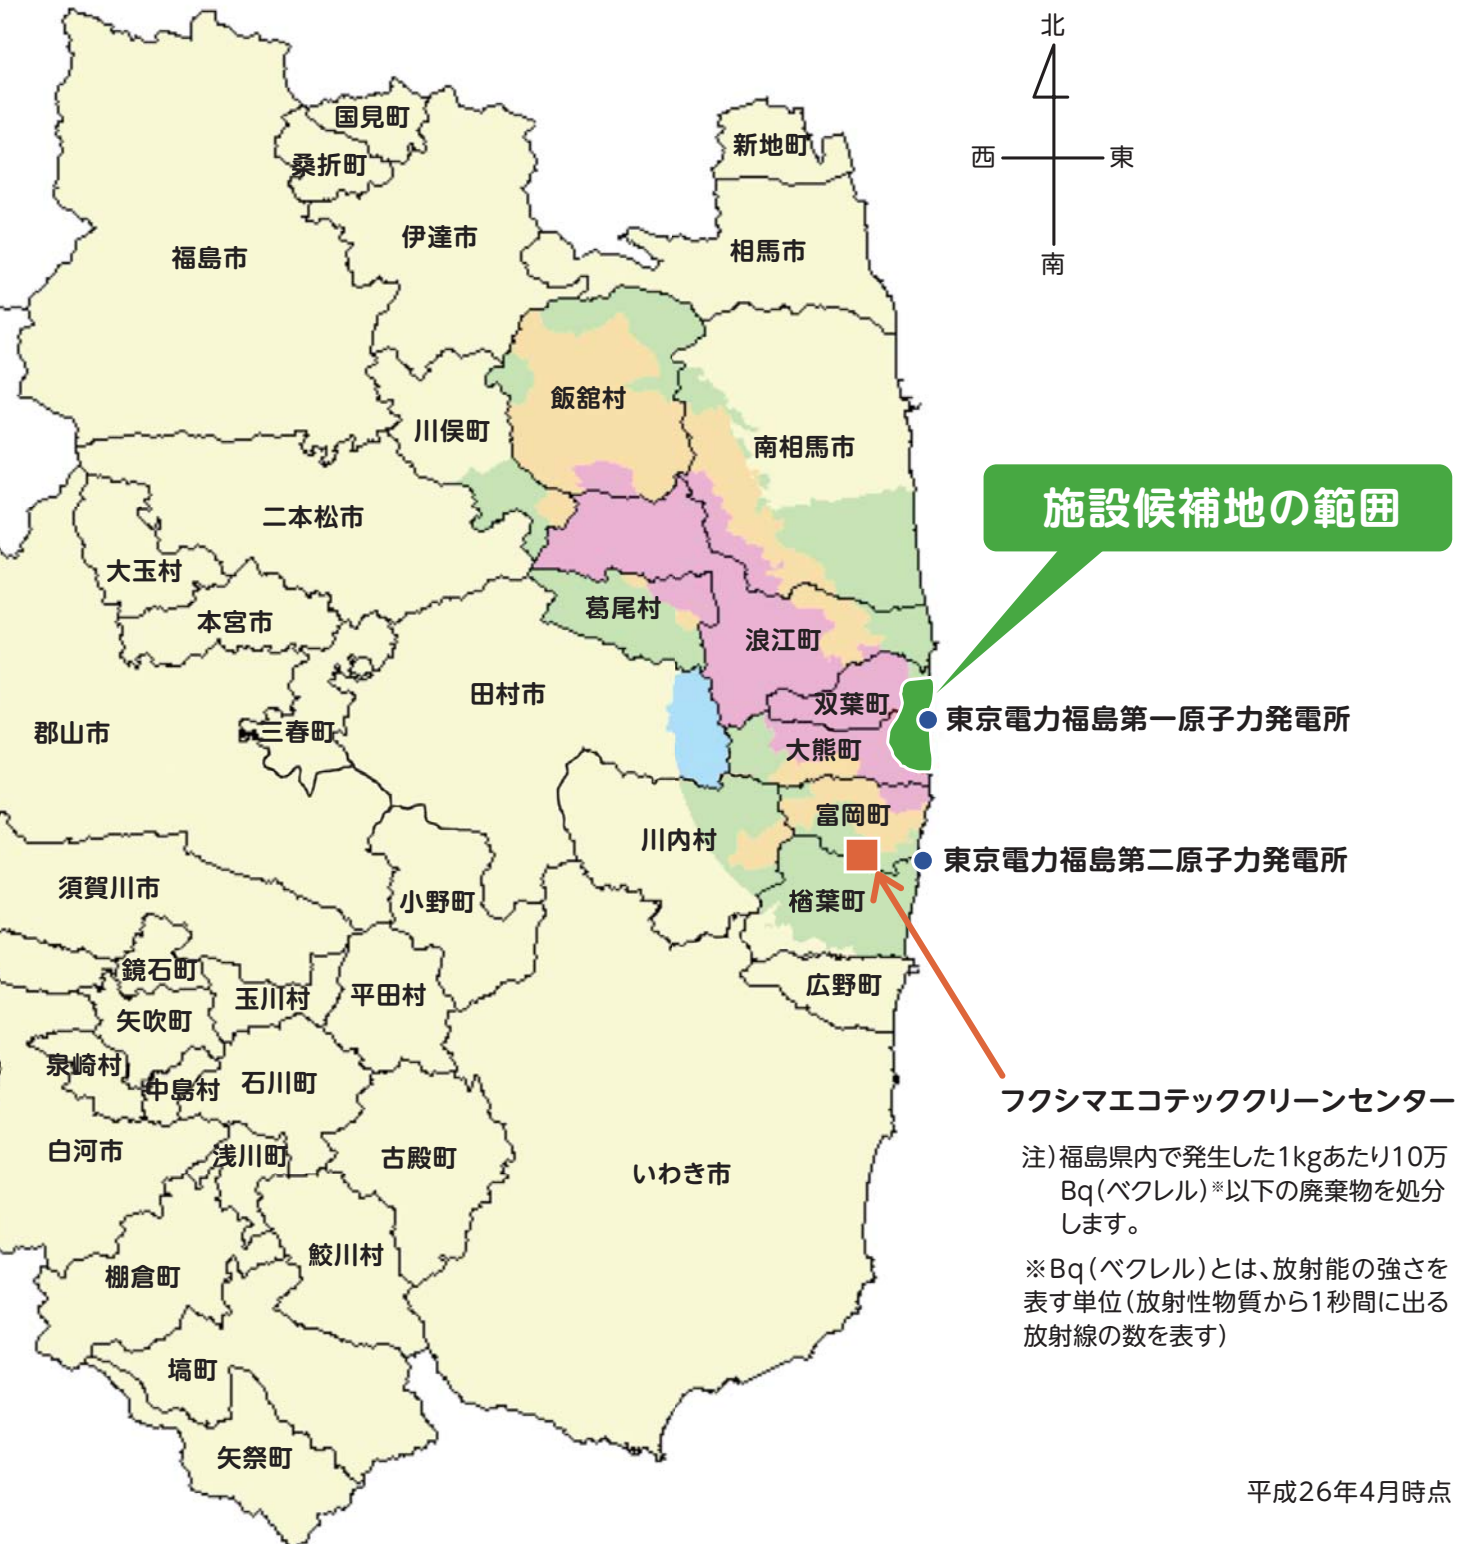 北
西
東
南
国見町
桑折町
新地町
伊達市
福島市
相馬市
飯舘村
川俣町
南相馬市
施設候補地の範囲
二本松市
大玉村
葛尾村
本宮市
浪江町
田村市
双葉町
東京電力福島第一原子力発電所
郡山市
三春町
大熊町
富岡町
川内村
東京電力福島第二原子力発電所
須賀川市
小野町
楢葉町
鏡石町
玉川村
平田村
広野町
矢吹町
泉崎村
中島村
石川町
フクシマエコテッククリーンセンター
白河市
浅川町
古殿町
いわき市
注)福島県内で発生した1kgあたり10万
Bq(ベクレル)※以下の廃棄物を処分
します。
鮫川村
棚倉町
※Bq(ベクレル)とは、放射能の強さを
表す単位(放射性物質から1秒間に出る
放射線の数を表す)
塙町
矢祭町
平成26年4月時点